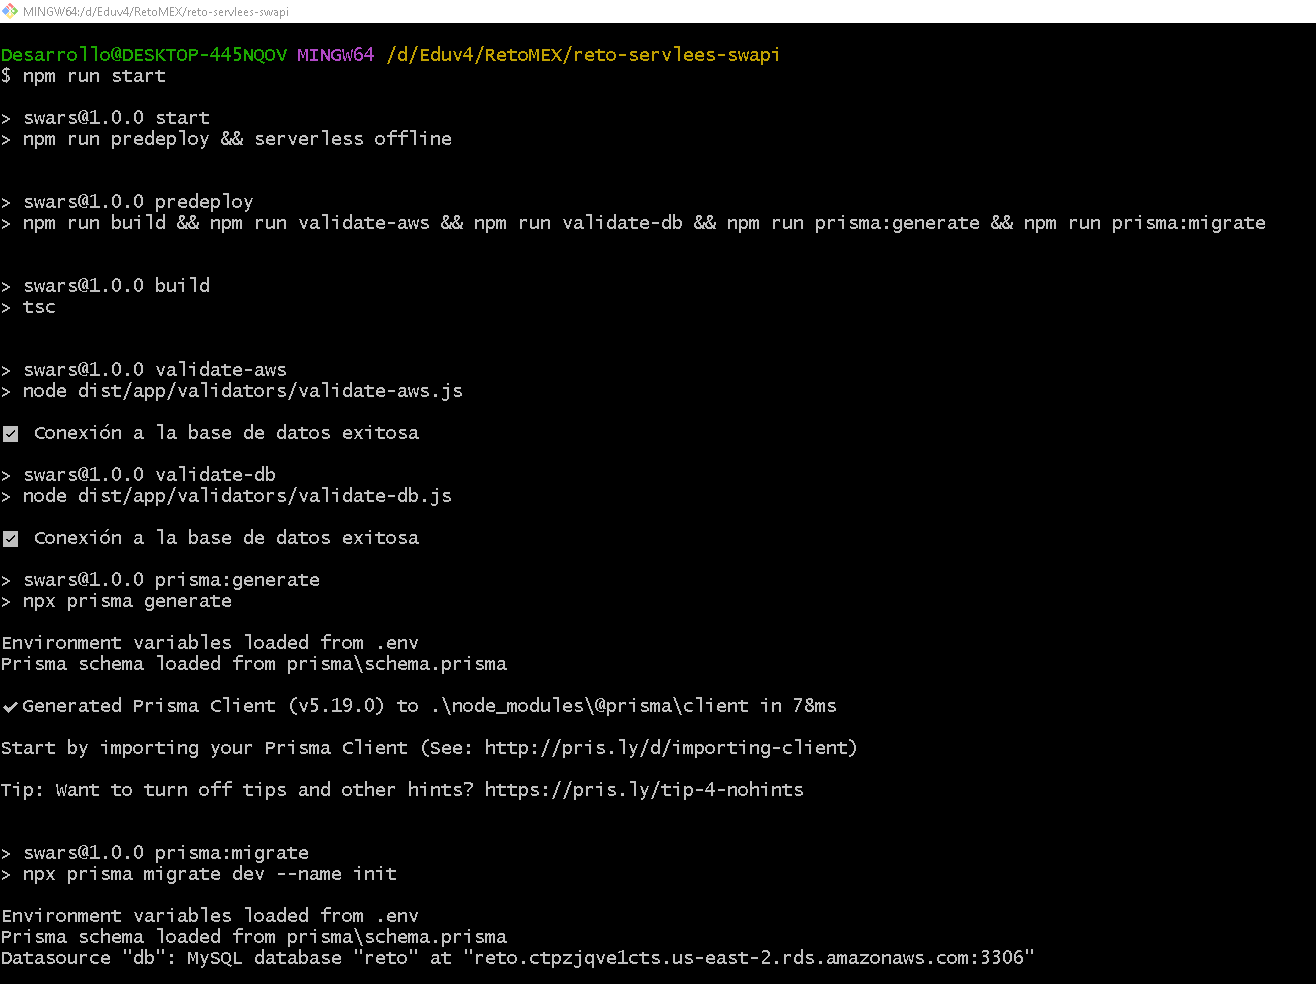 MINGW64:/d/Eduv4/RetoMEX/reto-servlees-swapi
Desarrollo@DESKTOP-445NQOV MINGW64 /d/Eduv4/RetoMEX/reto-servlees-swapi
$ npm run start
> swars@1.0.0 start
> npm run predeploy && serverless offline
> swars@1.0.0 predeploy
> npm run build && npm run validate-aws && npm run validate-db && npm run prisma:generate && npm run prisma:migrate
> swars@1.0.0 build
> tsc
> swars@1.0.0 validate-aws
> node dist/app/validators/validate-aws.js
☑ Conexión a la base de datos exitosa
> swars@1.0.0 validate-db
> node dist/app/validators/validate-db.js
☑ Conexión a la base de datos exitosa
> swars@1.0.0 prisma:generate
> npx prisma generate
Environment variables loaded from .env
Prisma schema loaded from prisma\schema.prisma
✔Generated Prisma Client (v5.19.0) to .\node_modules\@prisma\client in 78ms
Start by importing your Prisma Client (See: http://pris.ly/d/importing-client)
Tip: Want to turn off tips and other hints? https://pris.ly/tip-4-nohints
> swars@1.0.0 prisma:migrate
> npx prisma migrate dev --name init
Environment variables loaded from .env
Prisma schema loaded from prisma\schema.prisma
Datasource "db": MySQL database "reto" at "reto.ctpzjqve1cts.us-east-2.rds.amazonaws.com:3306"